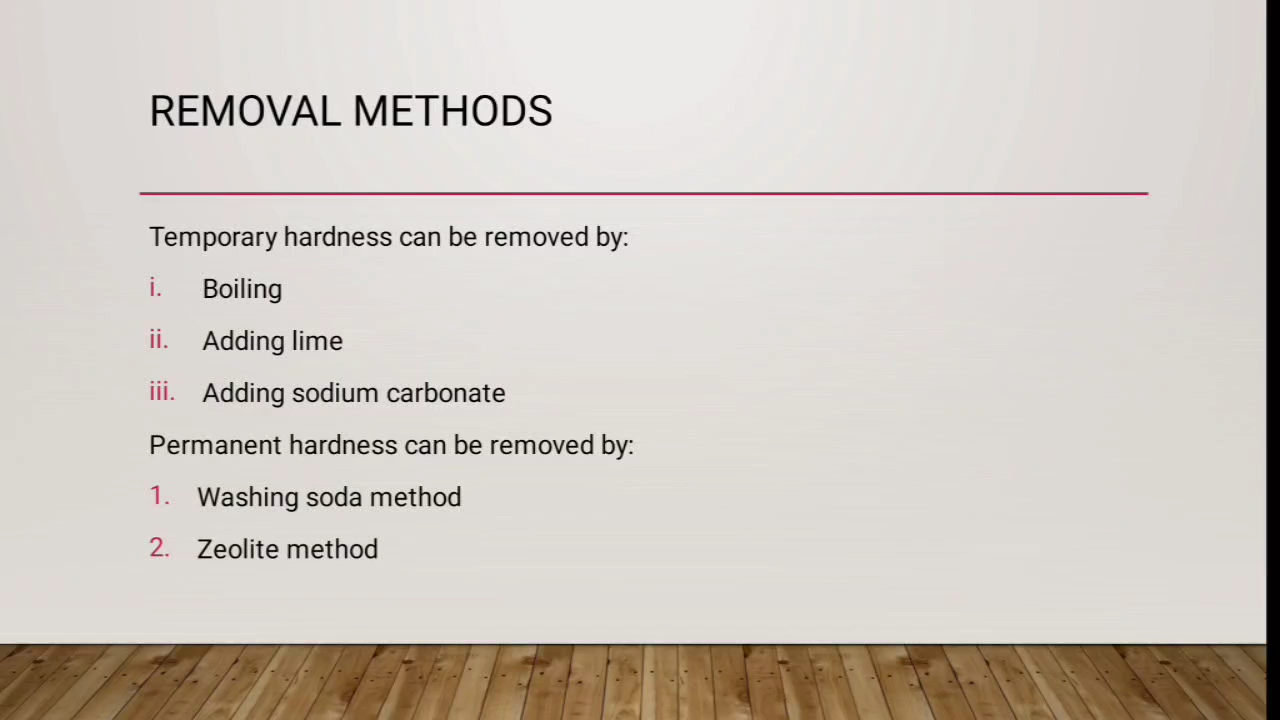 REMOVAL METHODS
Temporary hardness can be removed by:
i. Boiling
ii. Adding lime
iii. Adding sodium carbonate
Permanent hardness can be removed by:
1. Washing soda method
2. Zeolite method